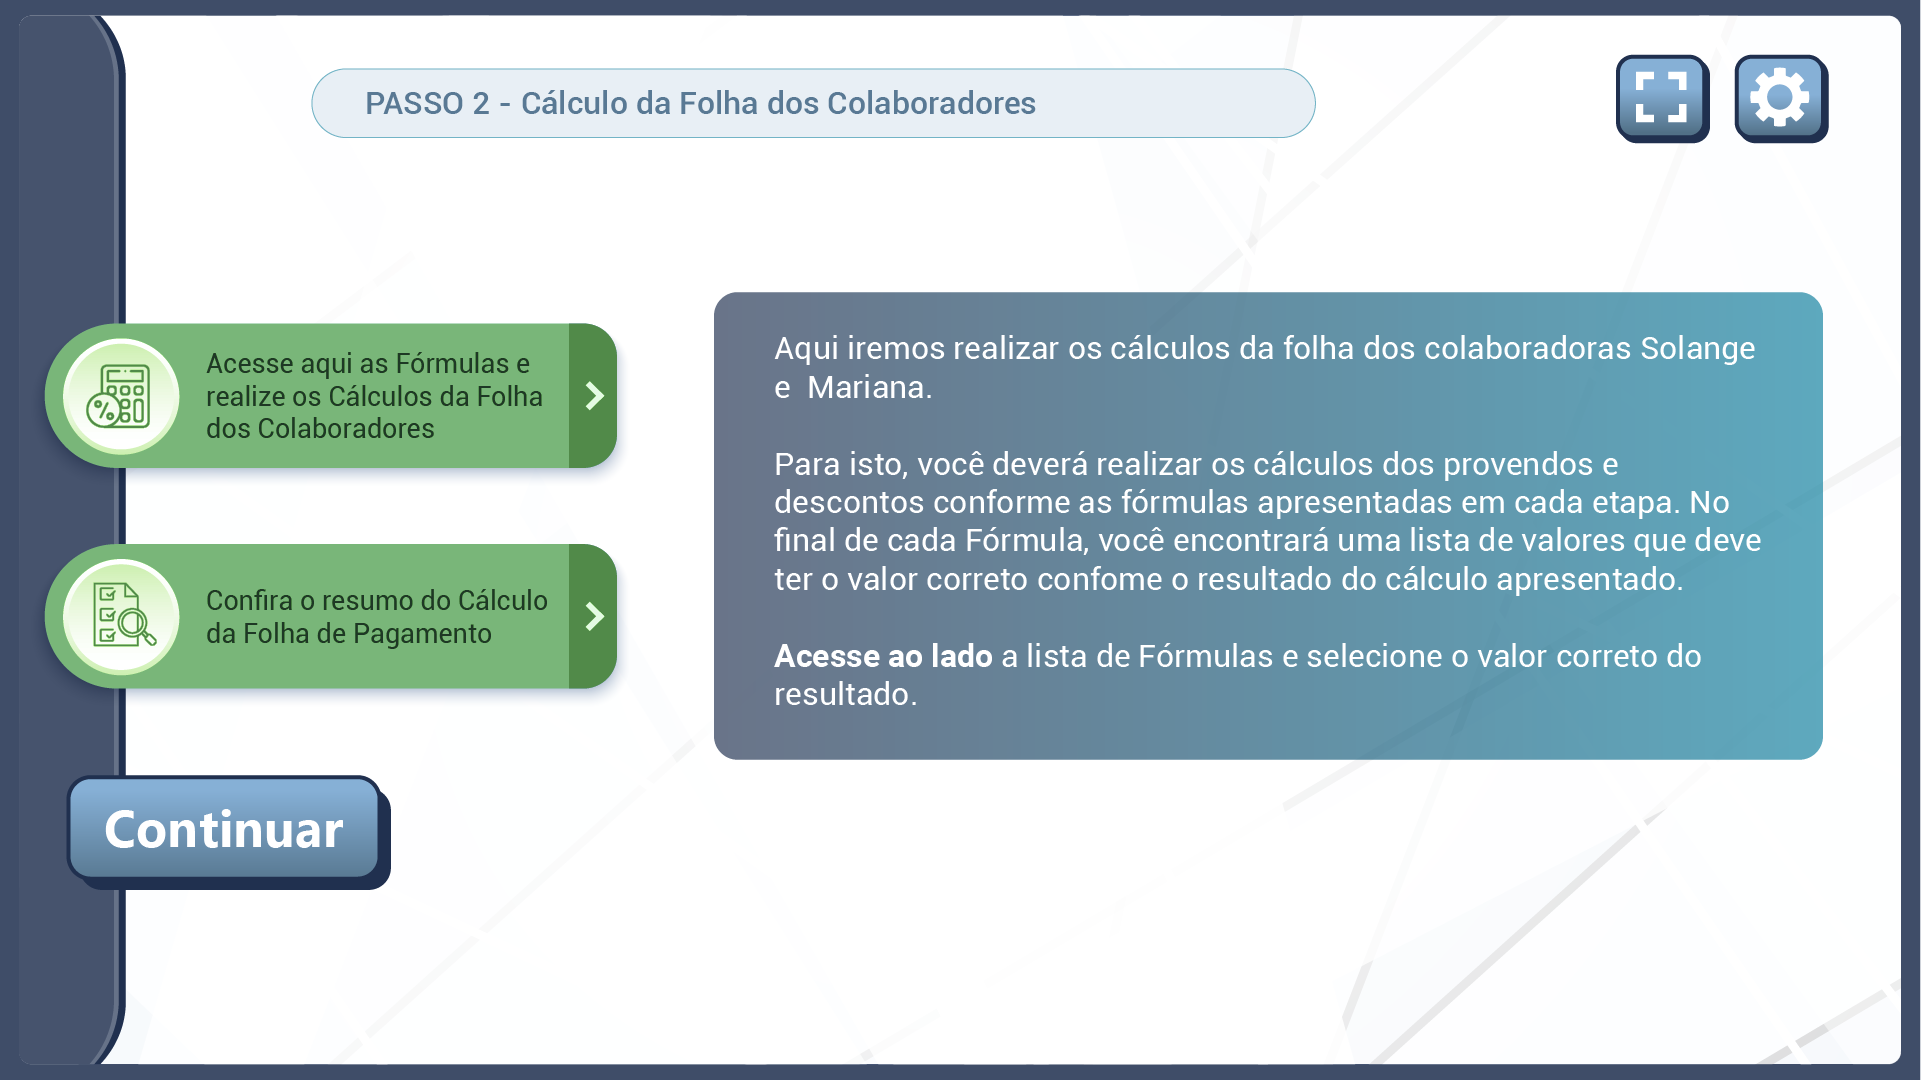 PASSO 2 - Cálculo da Folha dos Colaboradores
Acesse aqui as Fórmulas e
realize os Cálculos da Folha
dos Colaboradores
Confira o resumo do Cálculo
da Folha de Pagamento
Continuar
Aqui iremos realizar os cálculos da folha dos colaboradoras Solange
e  Mariana.
Para isto, você deverá realizar os cálculos dos provendos e
descontos conforme as fórmulas apresentadas em cada etapa. No
final de cada Fórmula, você encontrará uma lista de valores que deve
ter o valor correto confome o resultado do cálculo apresentado.
Acesse ao lado a lista de Fórmulas e selecione o valor correto do
resultado.